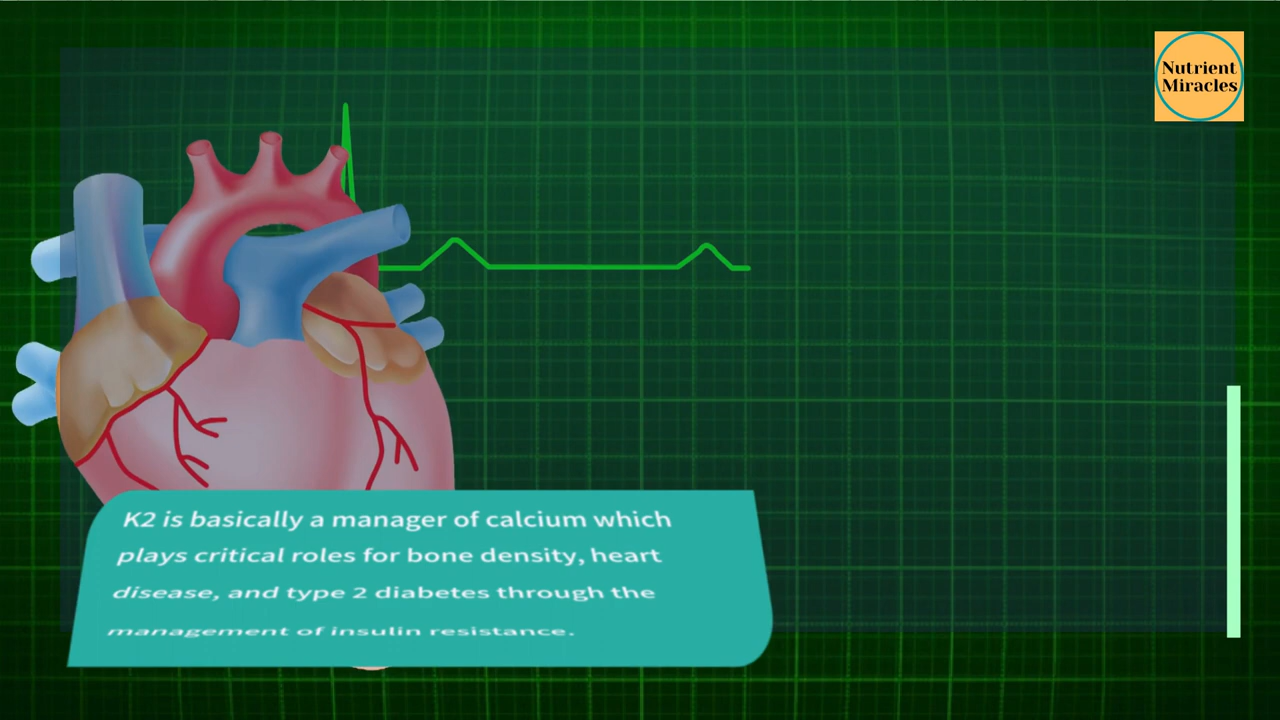 Nutrient
Miracles
K2 is basically a manager of calcium which
plays critical roles for bone density, heart
disease, and type 2 diabetes through the
management of insulin resistance.